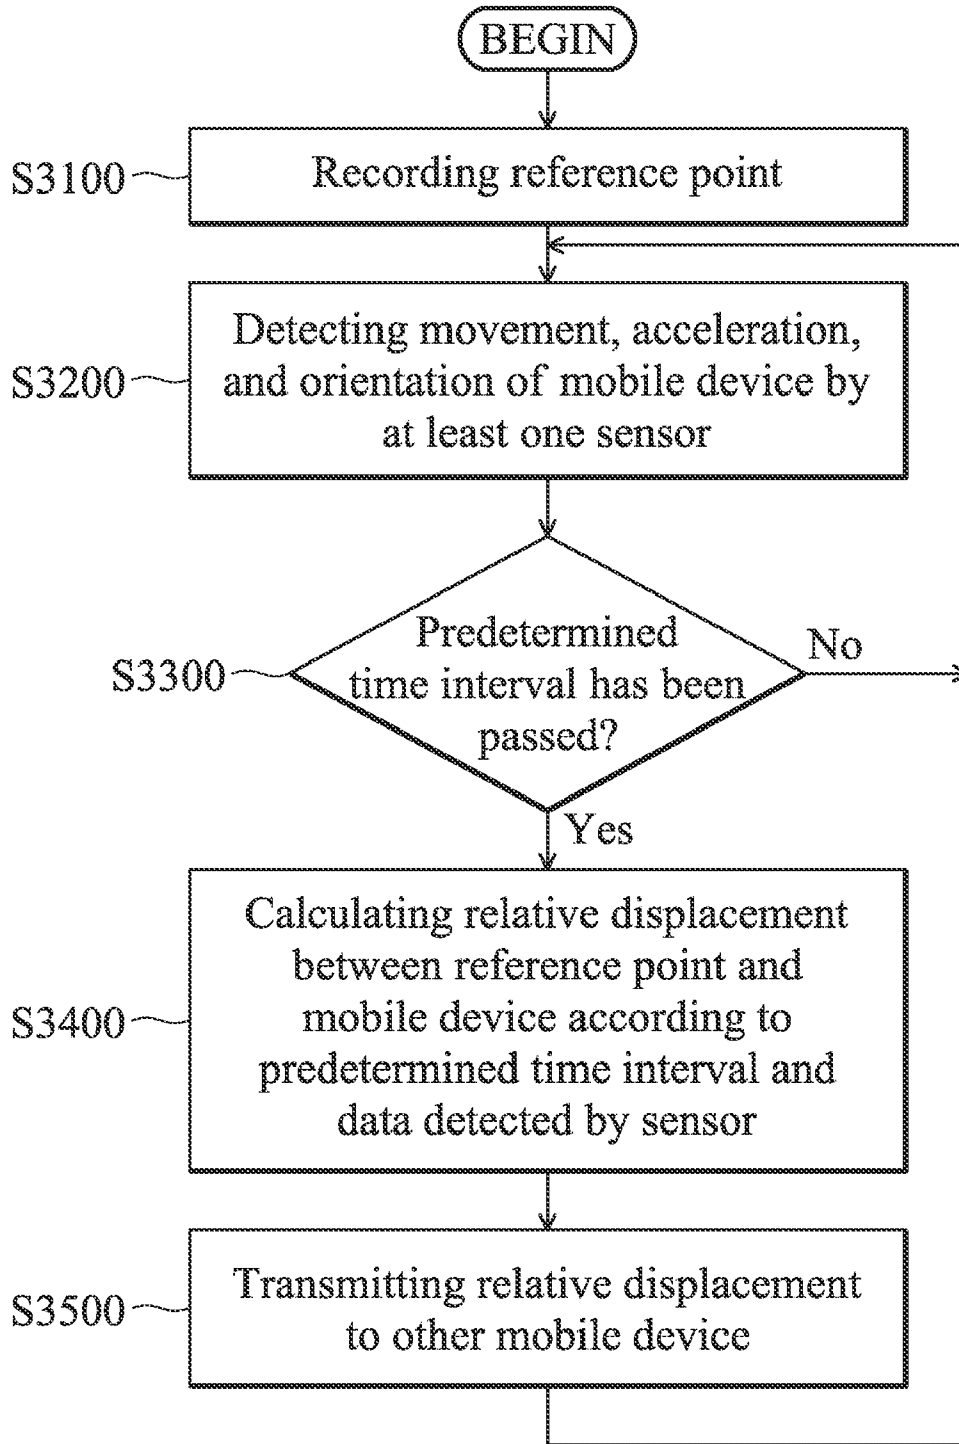 BEGIN
S3100
Recording reference point
S3200
Detecting movement, acceleration,
and orientation of mobile device by
at least one sensor
S3300
Predetermined
time interval has been
passed?
No
Yes
S3400
Calculating relative displacement
between reference point and
mobile device according to
predetermined time interval and
data detected by sensor
S3500
Transmitting relative displacement
to other mobile device